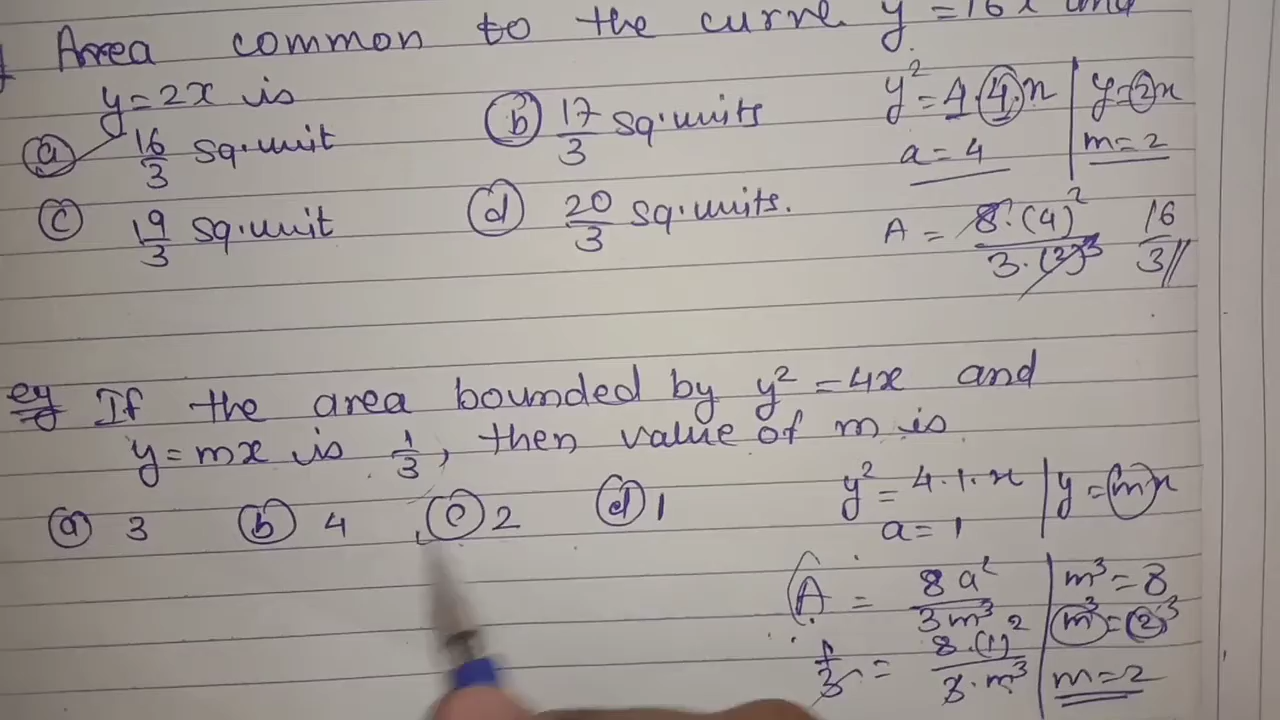 Area common to the curve y = 16x and
y = 2x is
(a) 16/3 sq. unit
(b) 17/3 sq. units
(c) 19/3 sq. unit
(d) 20/3 sq. units.
y² = 4.(4).x | y = 2x
a = 4 | m = 2
A = 8.(4)² / 3.(2)³ 16/3 //
eg If the area bounded by y² = 4x and
y = mx is 1/3, then value of m is
(a) 3 (b) 4 (c) 2 (d) 1
y² = 4.1.x | y = (m)x
a = 1
A = 8a² / 3m³ | m³ = 8
1/3 = 8.(1)² / 3.m³ | m³ = (2)³
m = 2